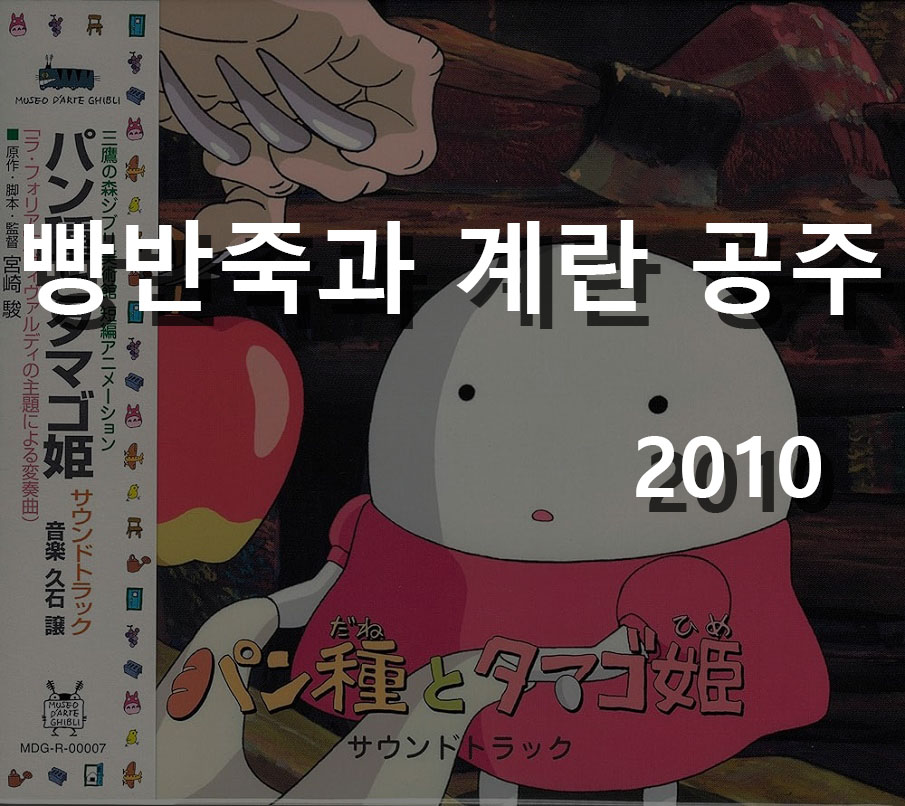 MUSEO D'ARTE GHIBLI
三鷹の森ジブリ美術館 短編アニメーション
パン種とタマゴ姫
サウンドトラック
音楽 久石 譲
「ラ・フォリア」
ヴィヴァルディの主題による変奏曲)
■原作・脚本・監督 宮崎 駿
MUSEO
D'ARTE
GHIBLI
MDG-R-00007
빵반죽과 계란 공주
2010
だね ひめ
パン種とタマゴ姫
サウンドトラック